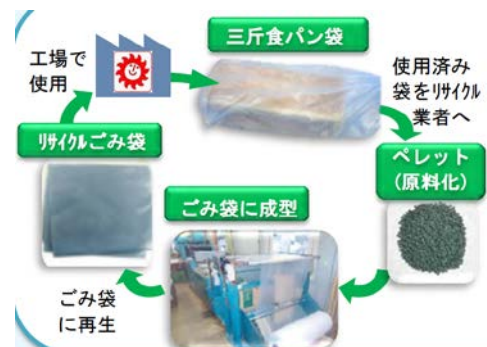 工場で
使用
三斤食パン袋
使用済み
袋をリサイクル
業者へ
ペレット
(原料化)
ごみ袋に成型
ごみ袋
に再生
リサイクルごみ袋